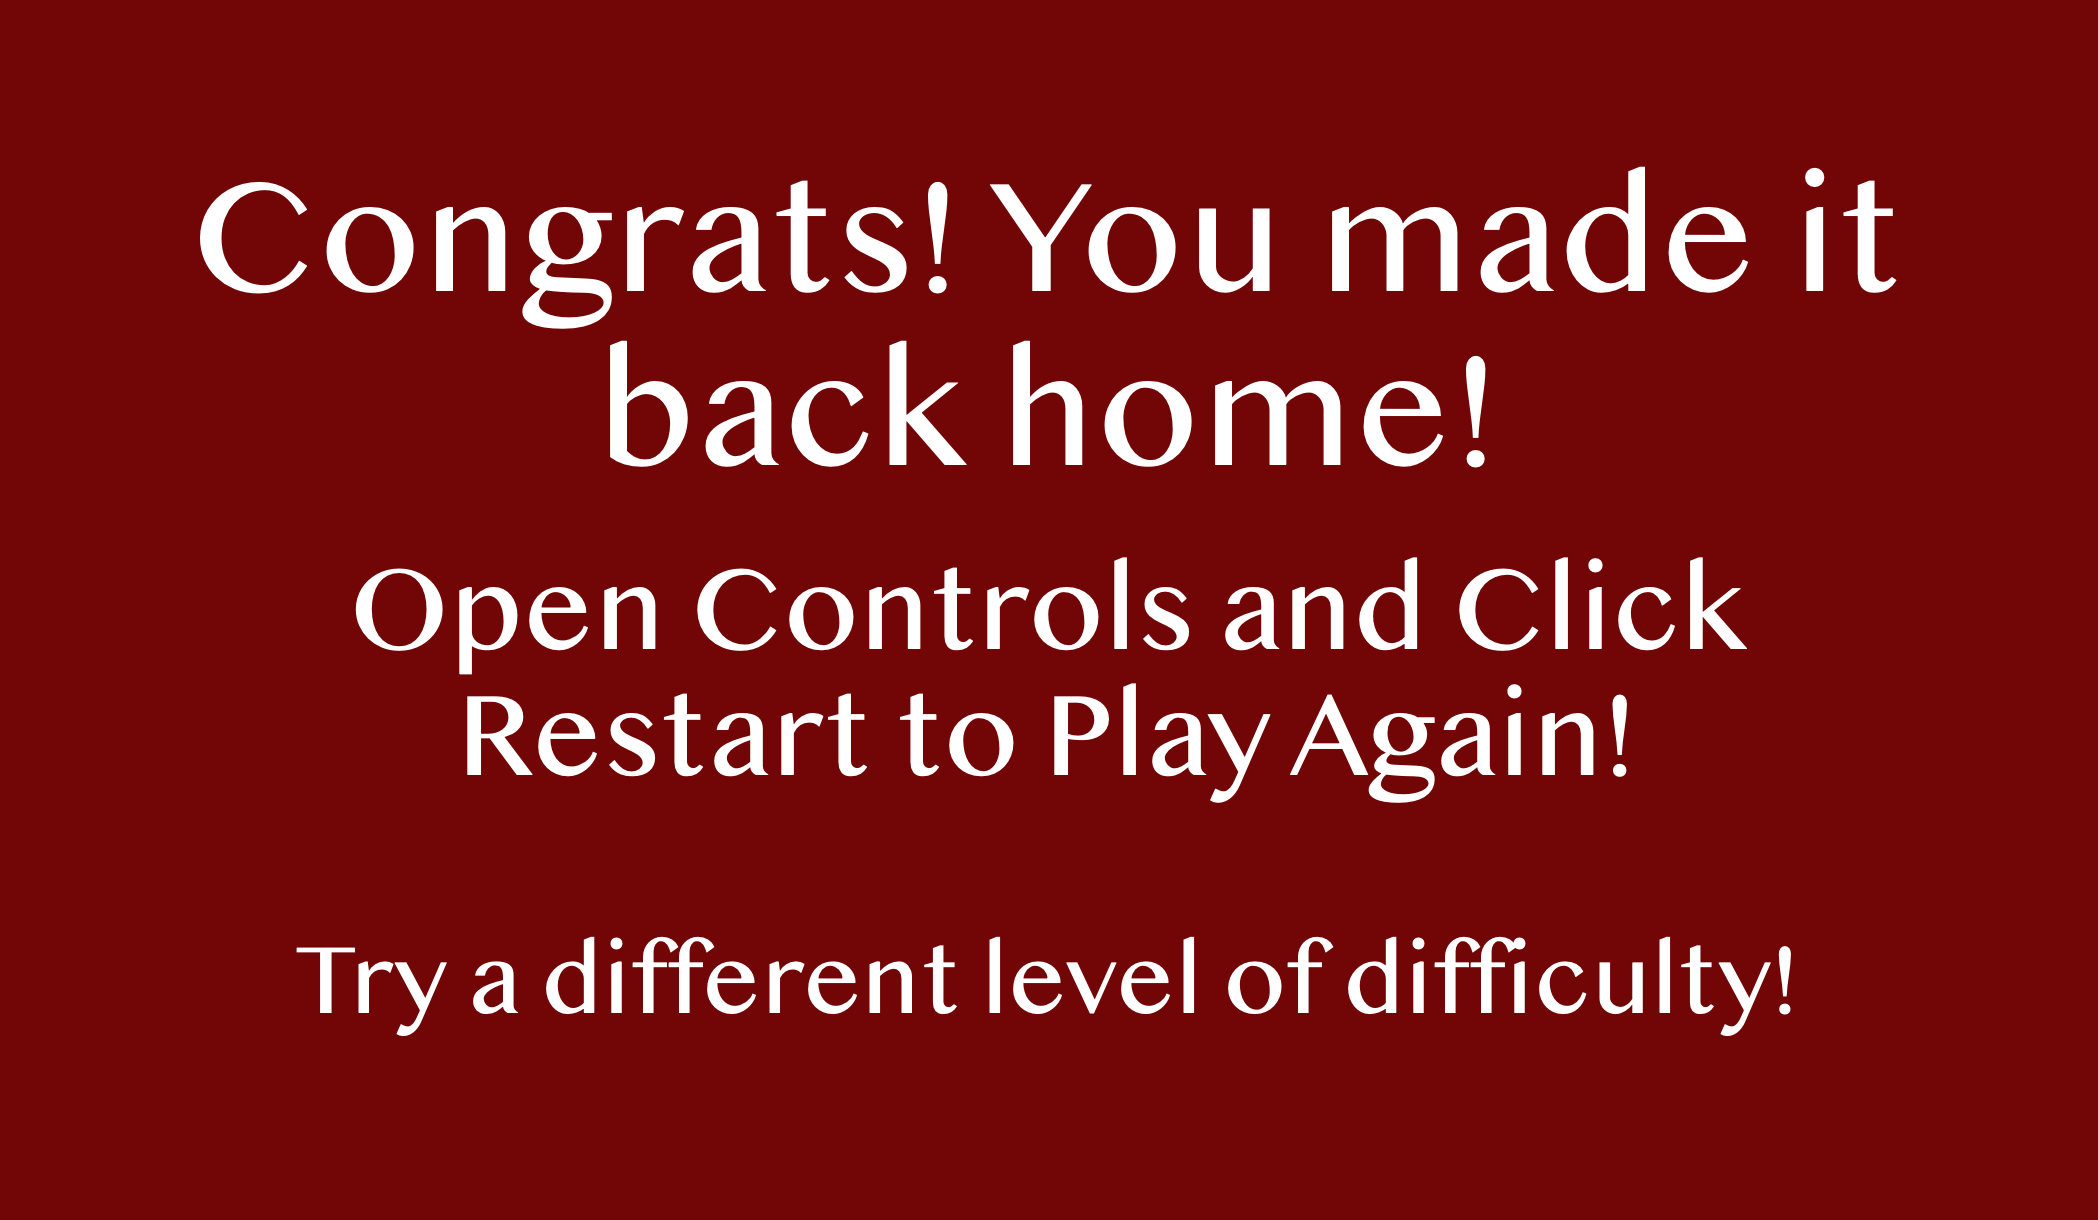 Congrats! You made it
back home!
Open Controls and Click
Restart to Play Again!
Try a different level of difficulty!